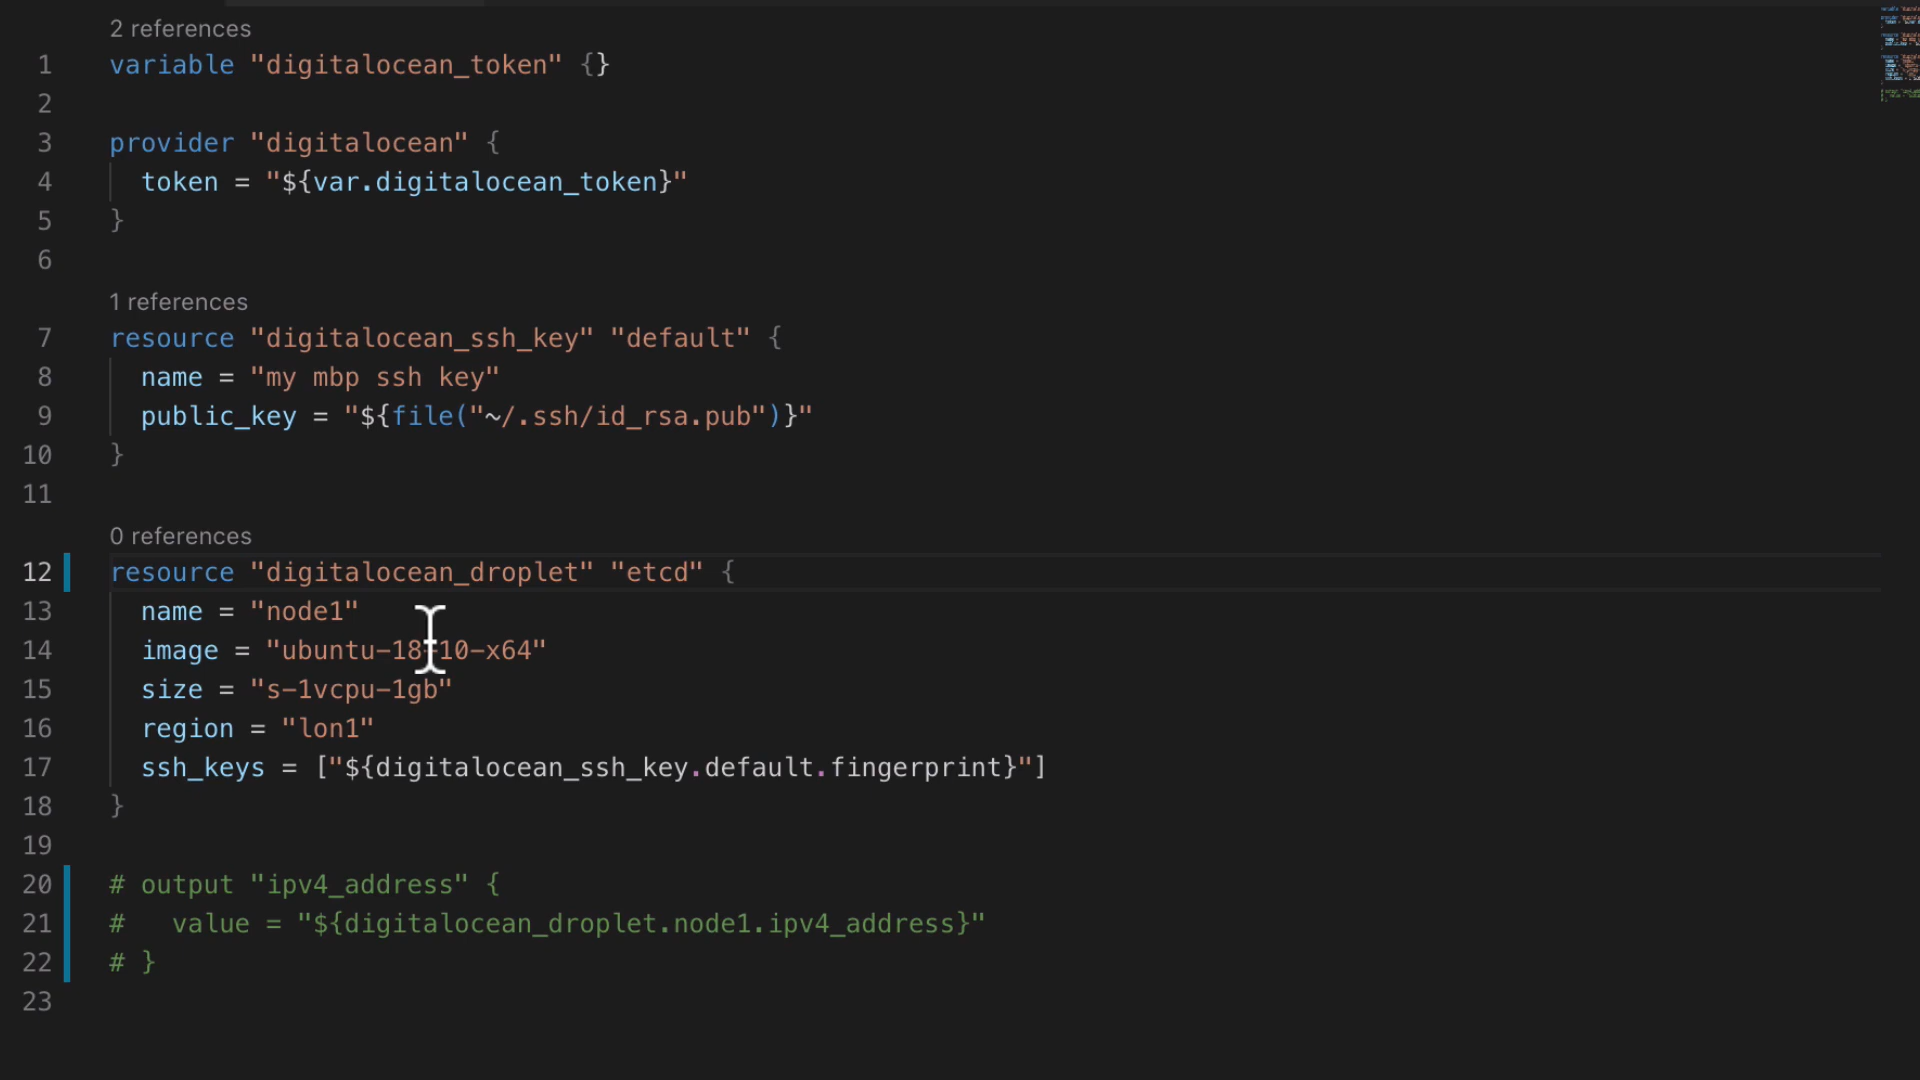 2 references
1 variable "digitalocean_token" {}
2
3 provider "digitalocean" {
4 token = "${var.digitalocean_token}"
5 }
6
1 references
7 resource "digitalocean_ssh_key" "default" {
8 name = "my mbp ssh key"
9 public_key = "${file("~/.ssh/id_rsa.pub")}"
10 }
11
0 references
12 resource "digitalocean_droplet" "etcd" {
13 name = "node1"
14 image = "ubuntu-18-10-x64"
15 size = "s-1vcpu-1gb"
16 region = "lon1"
17 ssh_keys = ["${digitalocean_ssh_key.default.fingerprint}"]
18 }
19
20 # output "ipv4_address" {
21 #   value = "${digitalocean_droplet.node1.ipv4_address}"
22 # }
23